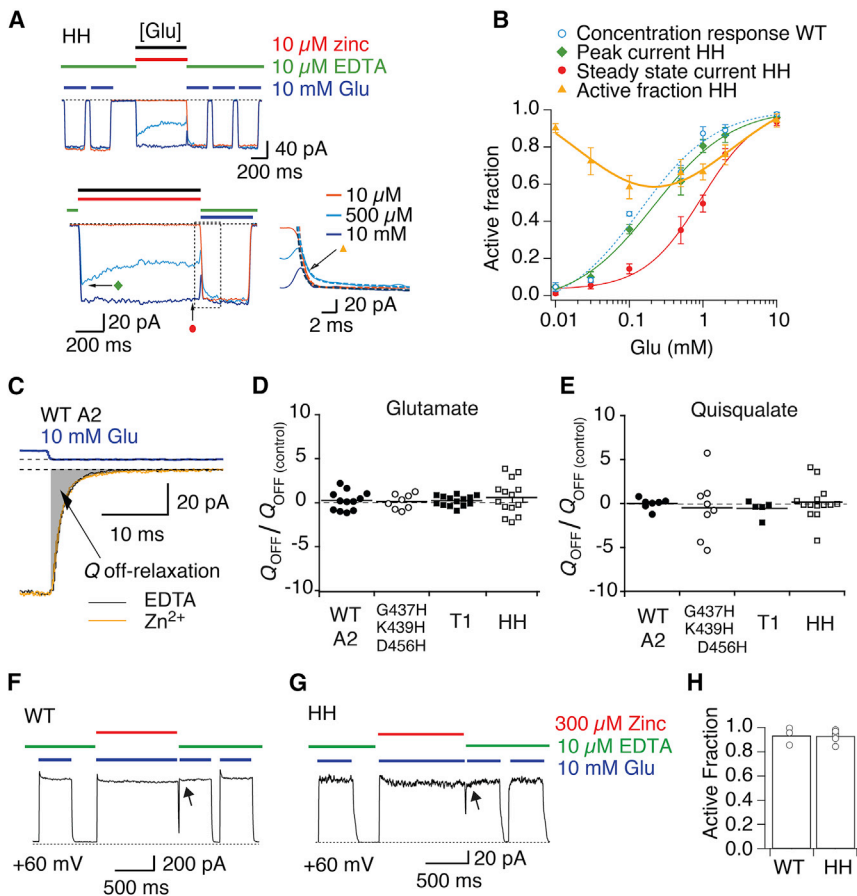 A
HH
[Glu]
10 µM zinc
10 µM EDTA
10 mM Glu
40 pA
200 ms
10 µM
500 µM
10 mM
20 pA
200 ms
20 pA
2 ms
B
Concentration response WT
Peak current HH
Steady state current HH
Active fraction HH
Active fraction
1.0
0.8
0.6
0.4
0.2
0.0
0.01
0.1
1
10
Glu (mM)
C
WT A2
10 mM Glu
20 pA
10 ms
Q off-relaxation
EDTA
Zn²⁺
D
Glutamate
Q_OFF / Q_OFF (control)
10
5
0
-5
-10
WT
A2
G437H
K439H
D456H
T1
HH
E
Quisqualate
Q_OFF / Q_OFF (control)
10
5
0
-5
-10
WT
A2
G437H
K439H
D456H
T1
HH
F
WT
+60 mV
200 pA
500 ms
G
HH
300 µM Zinc
10 µM EDTA
10 mM Glu
+60 mV
20 pA
500 ms
H
Active Fraction
1.0
0.8
0.6
0.4
0.2
0.0
WT
HH